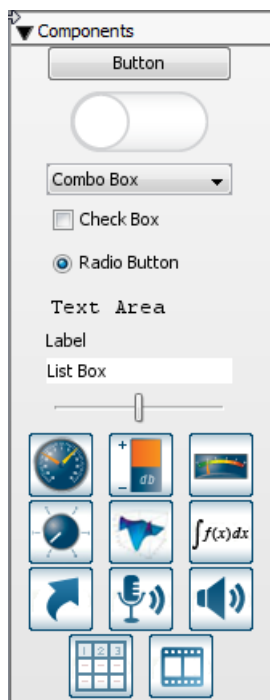 Components
Button
Combo Box
Check Box
Radio Button
Text Area
Label
List Box
+
- db
∫f(x)dx
1 2 3